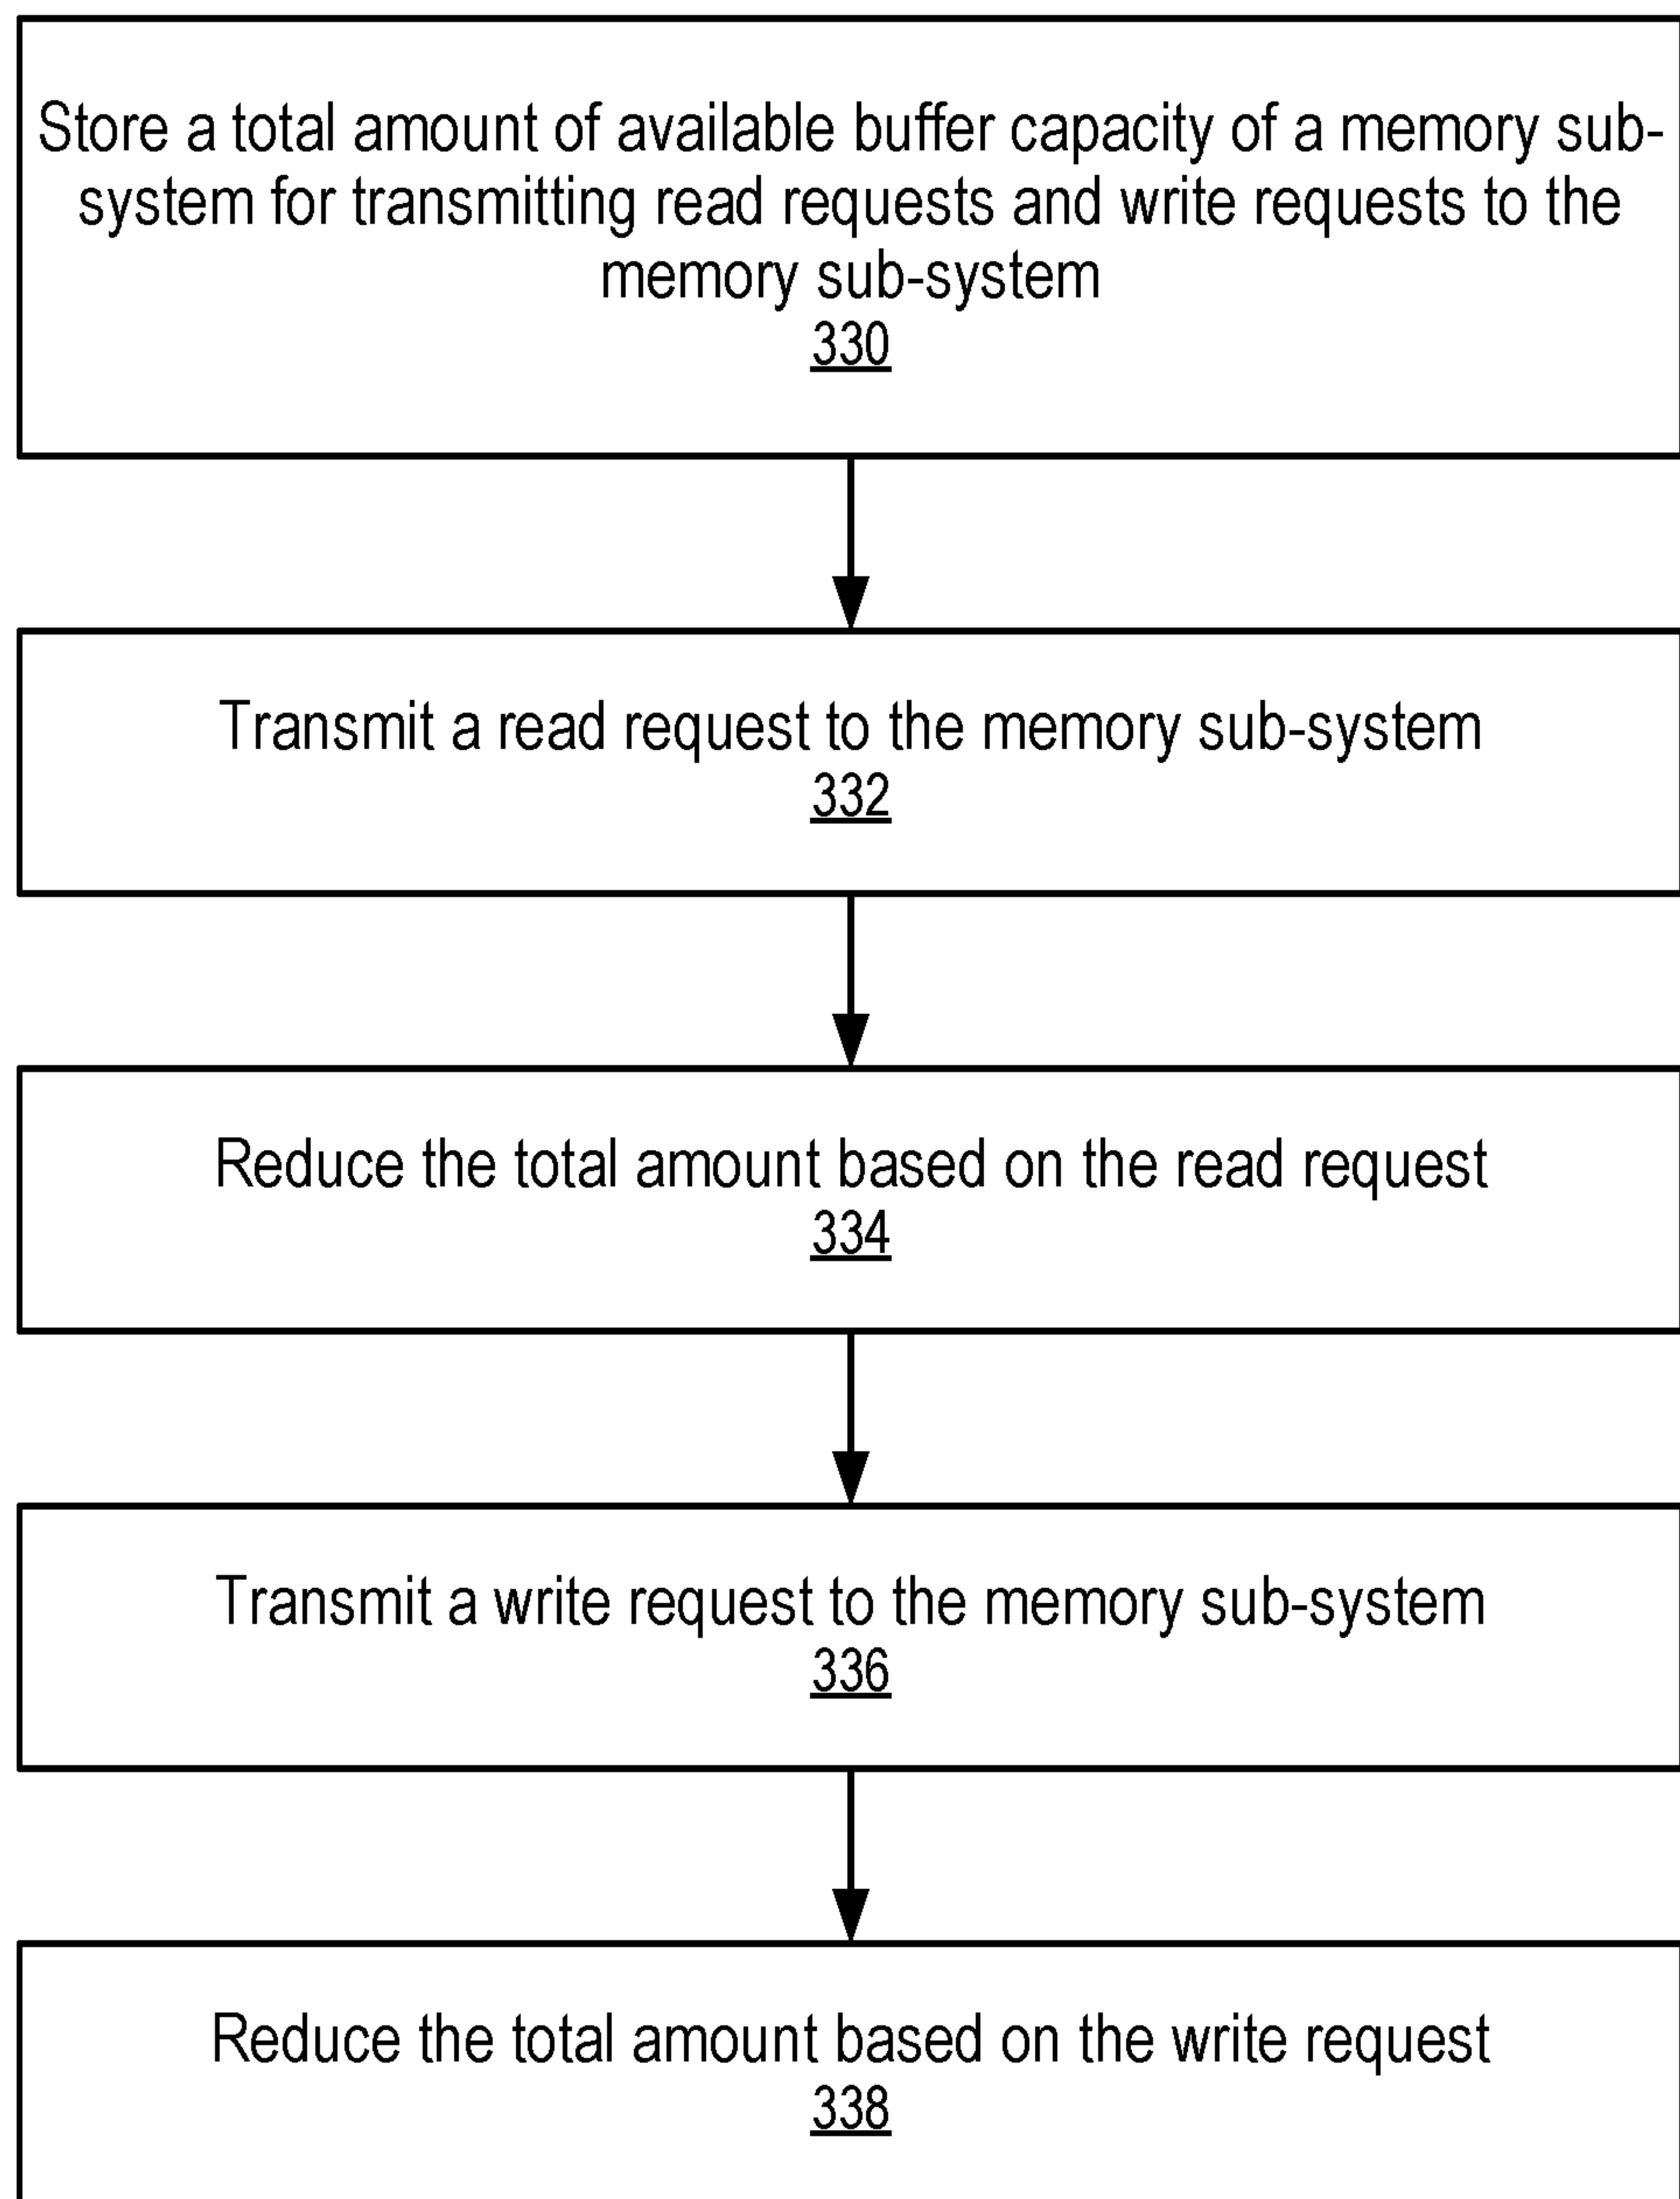 Store a total amount of available buffer capacity of a memory sub-
system for transmitting read requests and write requests to the
memory sub-system
330
Transmit a read request to the memory sub-system
332
Reduce the total amount based on the read request
334
Transmit a write request to the memory sub-system
336
Reduce the total amount based on the write request
338